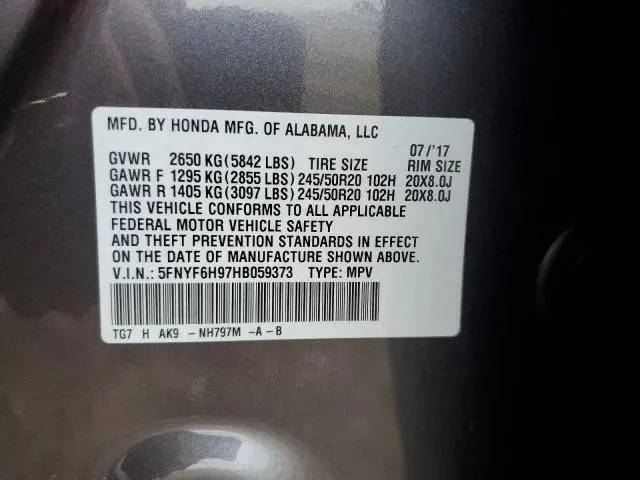 MFD. BY HONDA MFG. OF ALABAMA, LLC
07 /'17
GVWR 2650 KG(5842 LBS) TIRE SIZE RIM SIZE
GAWR F 1295 KG(2855 LBS)245/50R20 102H 20X8.0J
GAWR R 1405 KG(3097 LBS)245/50R20 102H 20X8.0J
THIS VEHICLE CONFORMS TO ALL APPLICABLE
FEDERAL MOTOR VEHICLE SAFETY
AND THEFT PREVENTION STANDARDS IN EFFECT
ON THE DATE OF MANUFACTURE SHOWN ABOVE.
V.I.N.: 5FNYF6H97HB059373 TYPE: MPV
TG7 H AK9 -NH797M -A-B